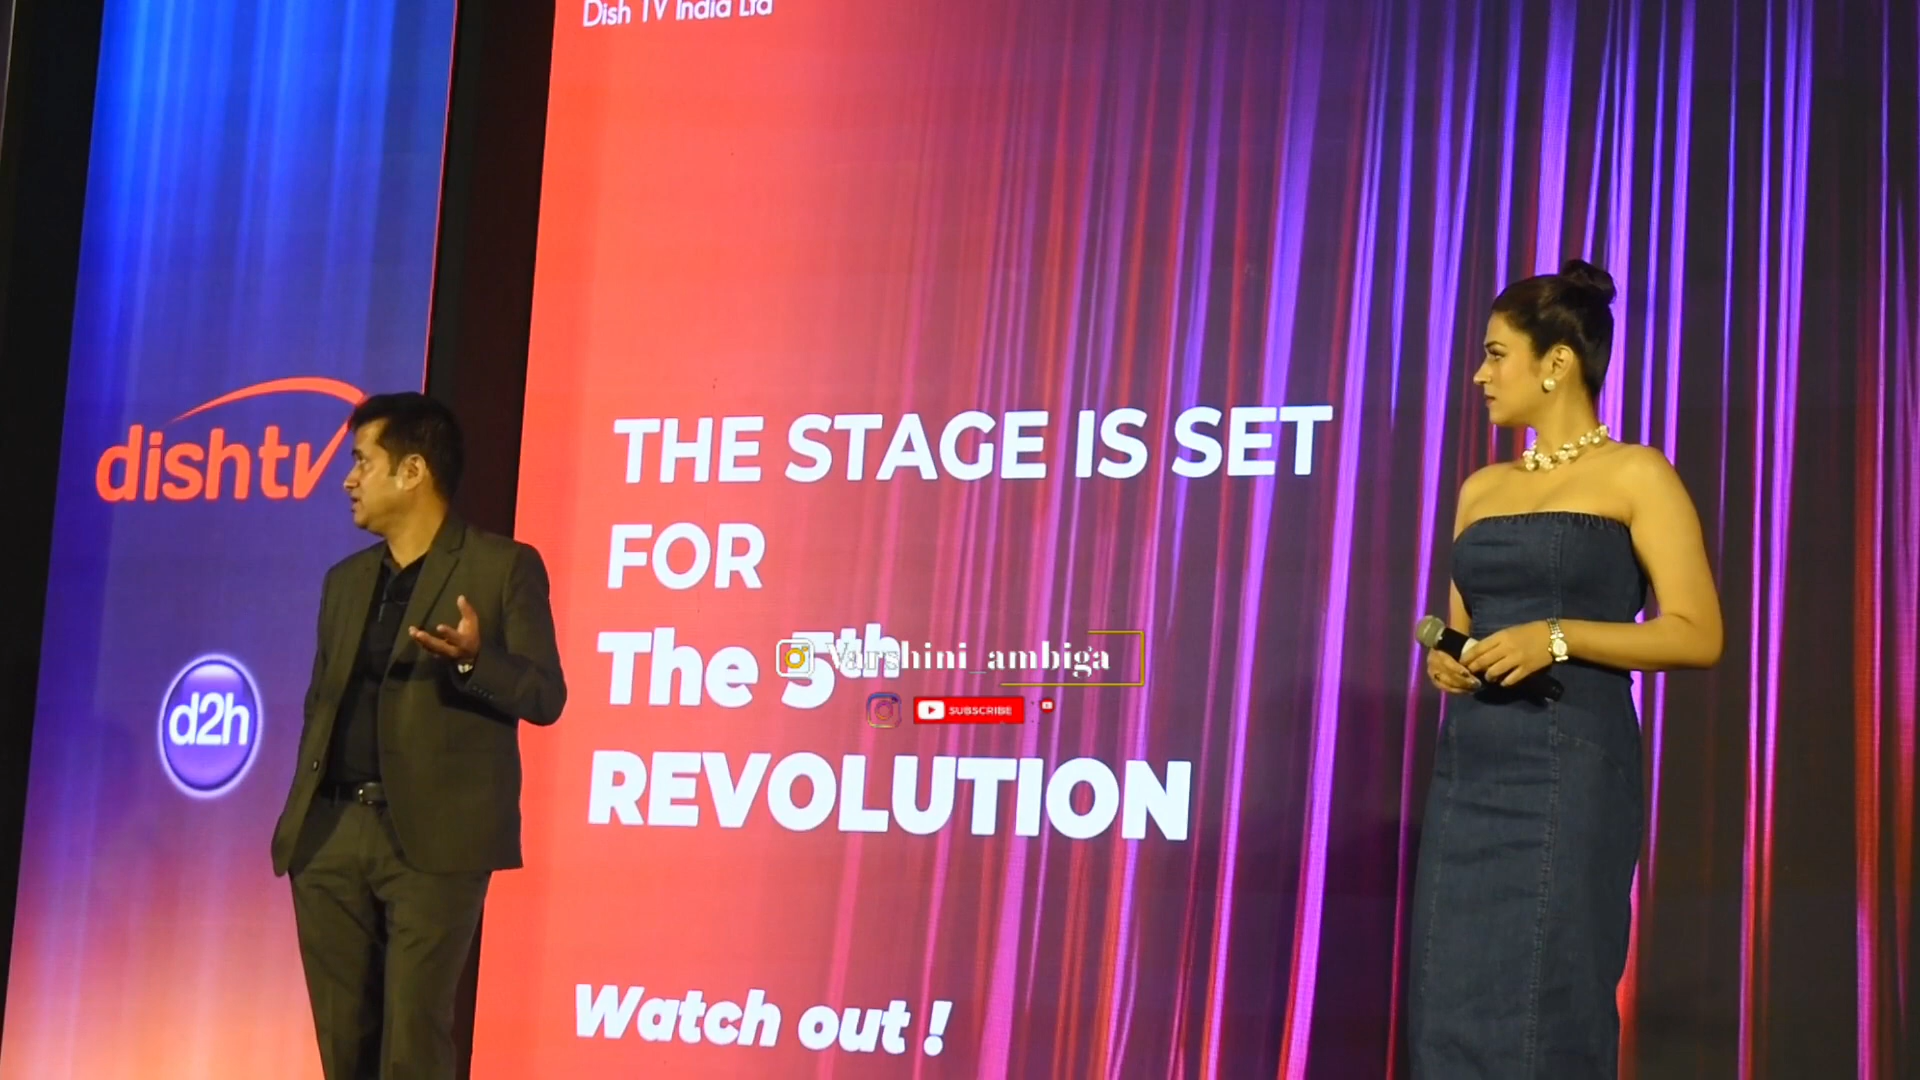 Dish TV India Ltd
dishtv
d2h
THE STAGE IS SET
FOR
The 5th
REVOLUTION
Watch out !
Varshini_ambiga
SUBSCRIBE